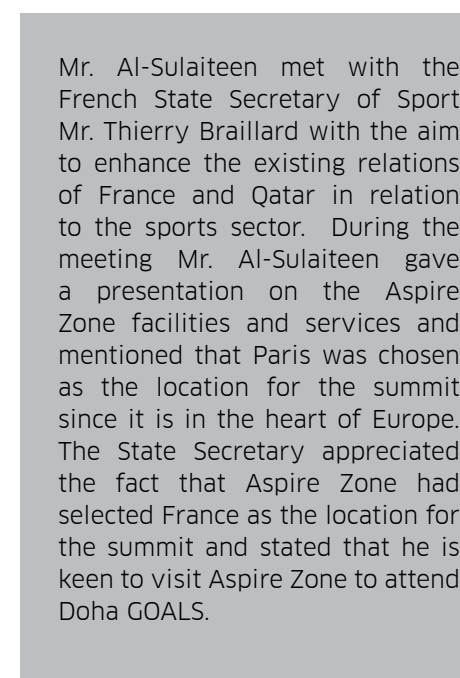 Mr. Al-Sulaiteen met with the
French State Secretary of Sport
Mr. Thierry Braillard with the aim
to enhance the existing relations
of France and Qatar in relation
to the sports sector. During the
meeting Mr. Al-Sulaiteen gave
a presentation on the Aspire
Zone facilities and services and
mentioned that Paris was chosen
as the location for the summit
since it is in the heart of Europe.
The State Secretary appreciated
the fact that Aspire Zone had
selected France as the location for
the summit and stated that he is
keen to visit Aspire Zone to attend
Doha GOALS.